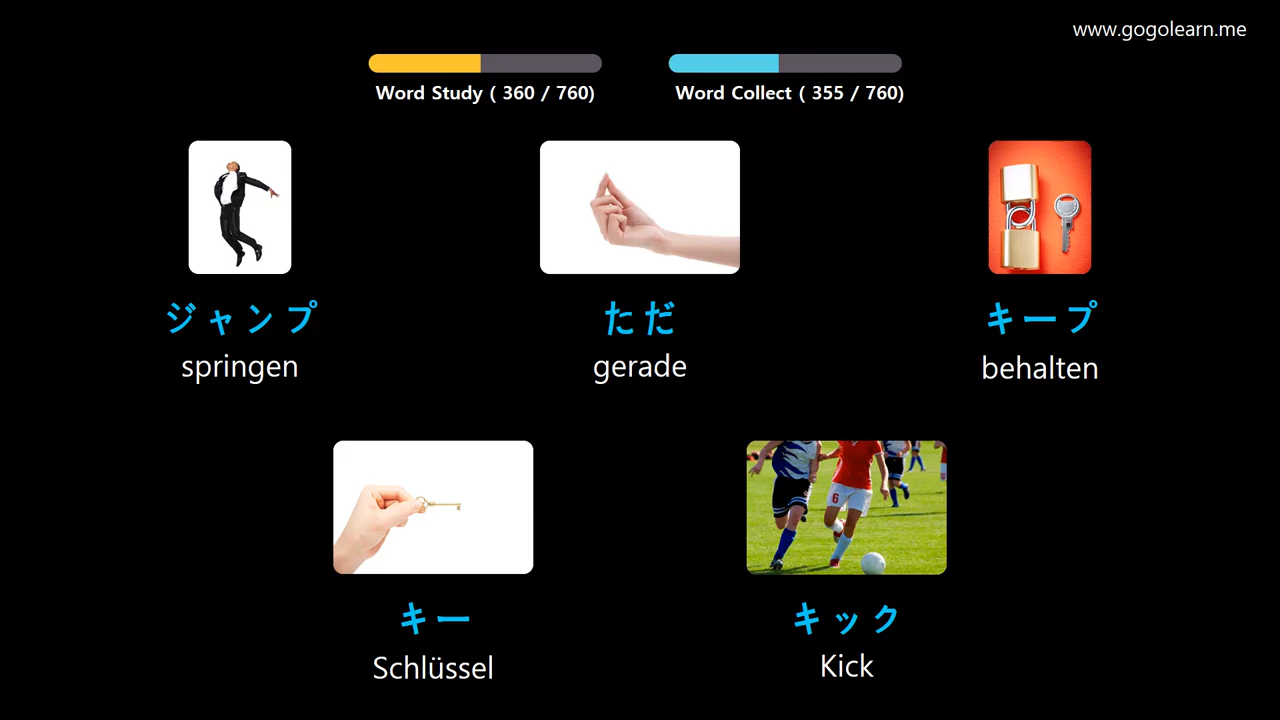 www.gogolearn.me
Word Study ( 360 / 760)
Word Collect ( 355 / 760)
ジャンプ
springen
ただ
gerade
キープ
behalten
キー
Schlüssel
キック
Kick